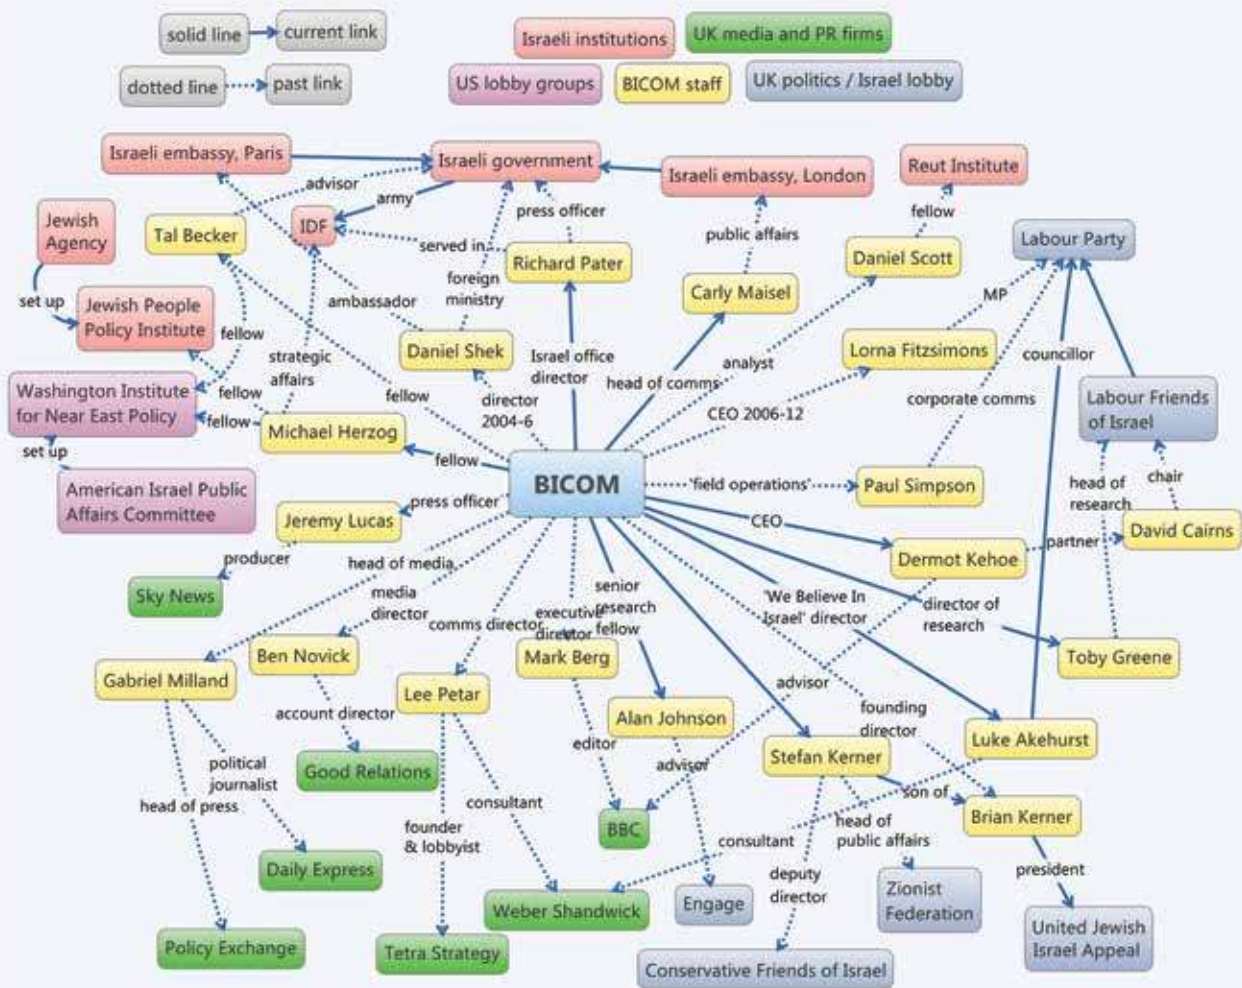 solid line
current link
dotted line
past link
Israeli institutions
UK media and PR firms
US lobby groups
BICOM staff
UK politics / Israel lobby
Israeli embassy, Paris
Israeli government
Israeli embassy, London
Reut Institute
advisor
army
press officer
Jewish
Agency
Tal Becker
IDF
served in
Richard Pater
public affairs
fellow
Daniel Scott
Labour Party
set up
Jewish People
Policy Institute
fellow
ambassador
foreign
ministry
Carly Maisel
MP
strategic
affairs
Daniel Shek
Israel office
director
head of comms
analyst
Lorna Fitzsimons
councillor
Washington Institute
for Near East Policy
fellow
fellow
fellow
director
2004-6
CEO 2006-12
corporate comms
Labour Friends
of Israel
set up
Michael Herzog
fellow
BICOM
'field operations'
Paul Simpson
head of
research
chair
American Israel Public
Affairs Committee
press officer
Jeremy Lucas
CEO
David Cairns
partner
Dermot Kehoe
producer
Sky News
head of media
media
director
comms director
executive
director
senior
research
fellow
'We Believe In
Israel' director
director of
research
Gabriel Milland
Ben Novick
Lee Petar
Mark Berg
Toby Greene
account director
Alan Johnson
advisor
founding
director
Luke Akehurst
political
journalist
Good Relations
editor
advisor
Stefan Kerner
head of press
consultant
son of
Brian Kerner
founder
& lobbyist
BBC
consultant
head of
public affairs
Daily Express
deputy
director
president
Weber Shandwick
Engage
Zionist
Federation
Policy Exchange
Tetra Strategy
Conservative Friends of Israel
United Jewish
Israel Appeal